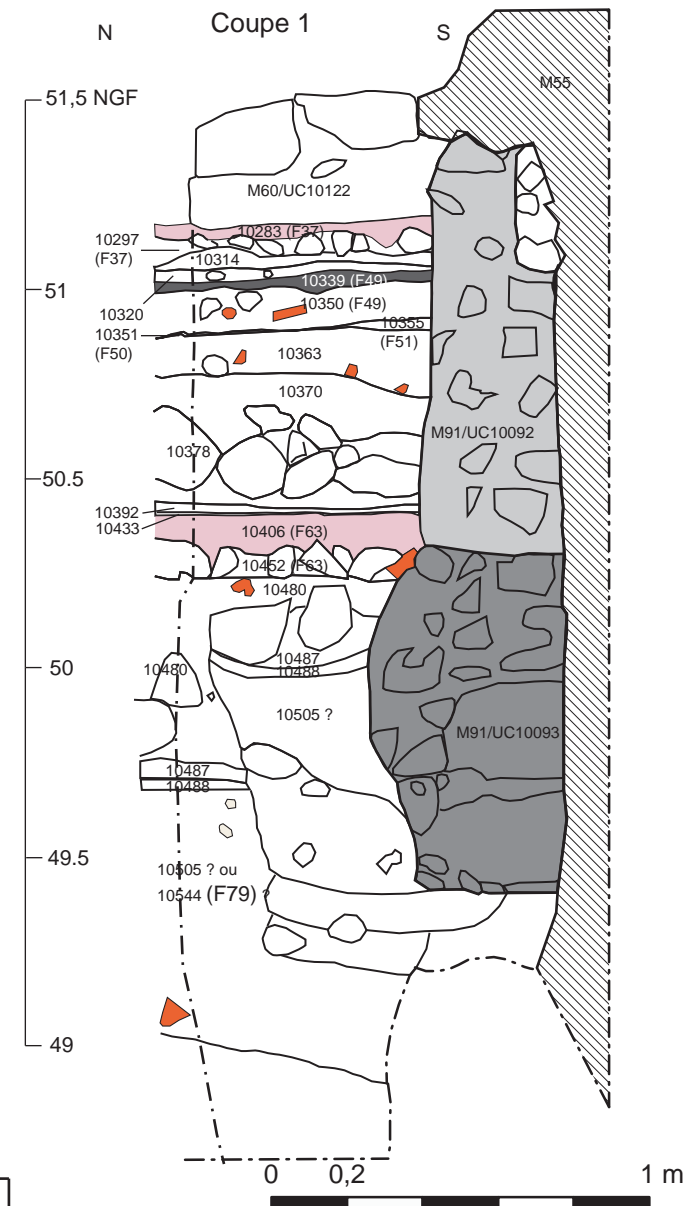 N Coupe 1 S
M55
51,5 NGF
M60/UC10122
10283 (F37)
10297
(F37)
10314
10339 (F49)
51
10350 (F49)
10320
10355
(F51)
10351
(F50)
10363
10370
M91/UC10092
10378
50.5
10392
10433
10406 (F63)
10452 (F63)
10480
10487
10488
50
10480
10505 ?
M91/UC10093
10487
10488
49.5
10505 ? ou
10544 (F79) ?
49
0 0,2 1 m